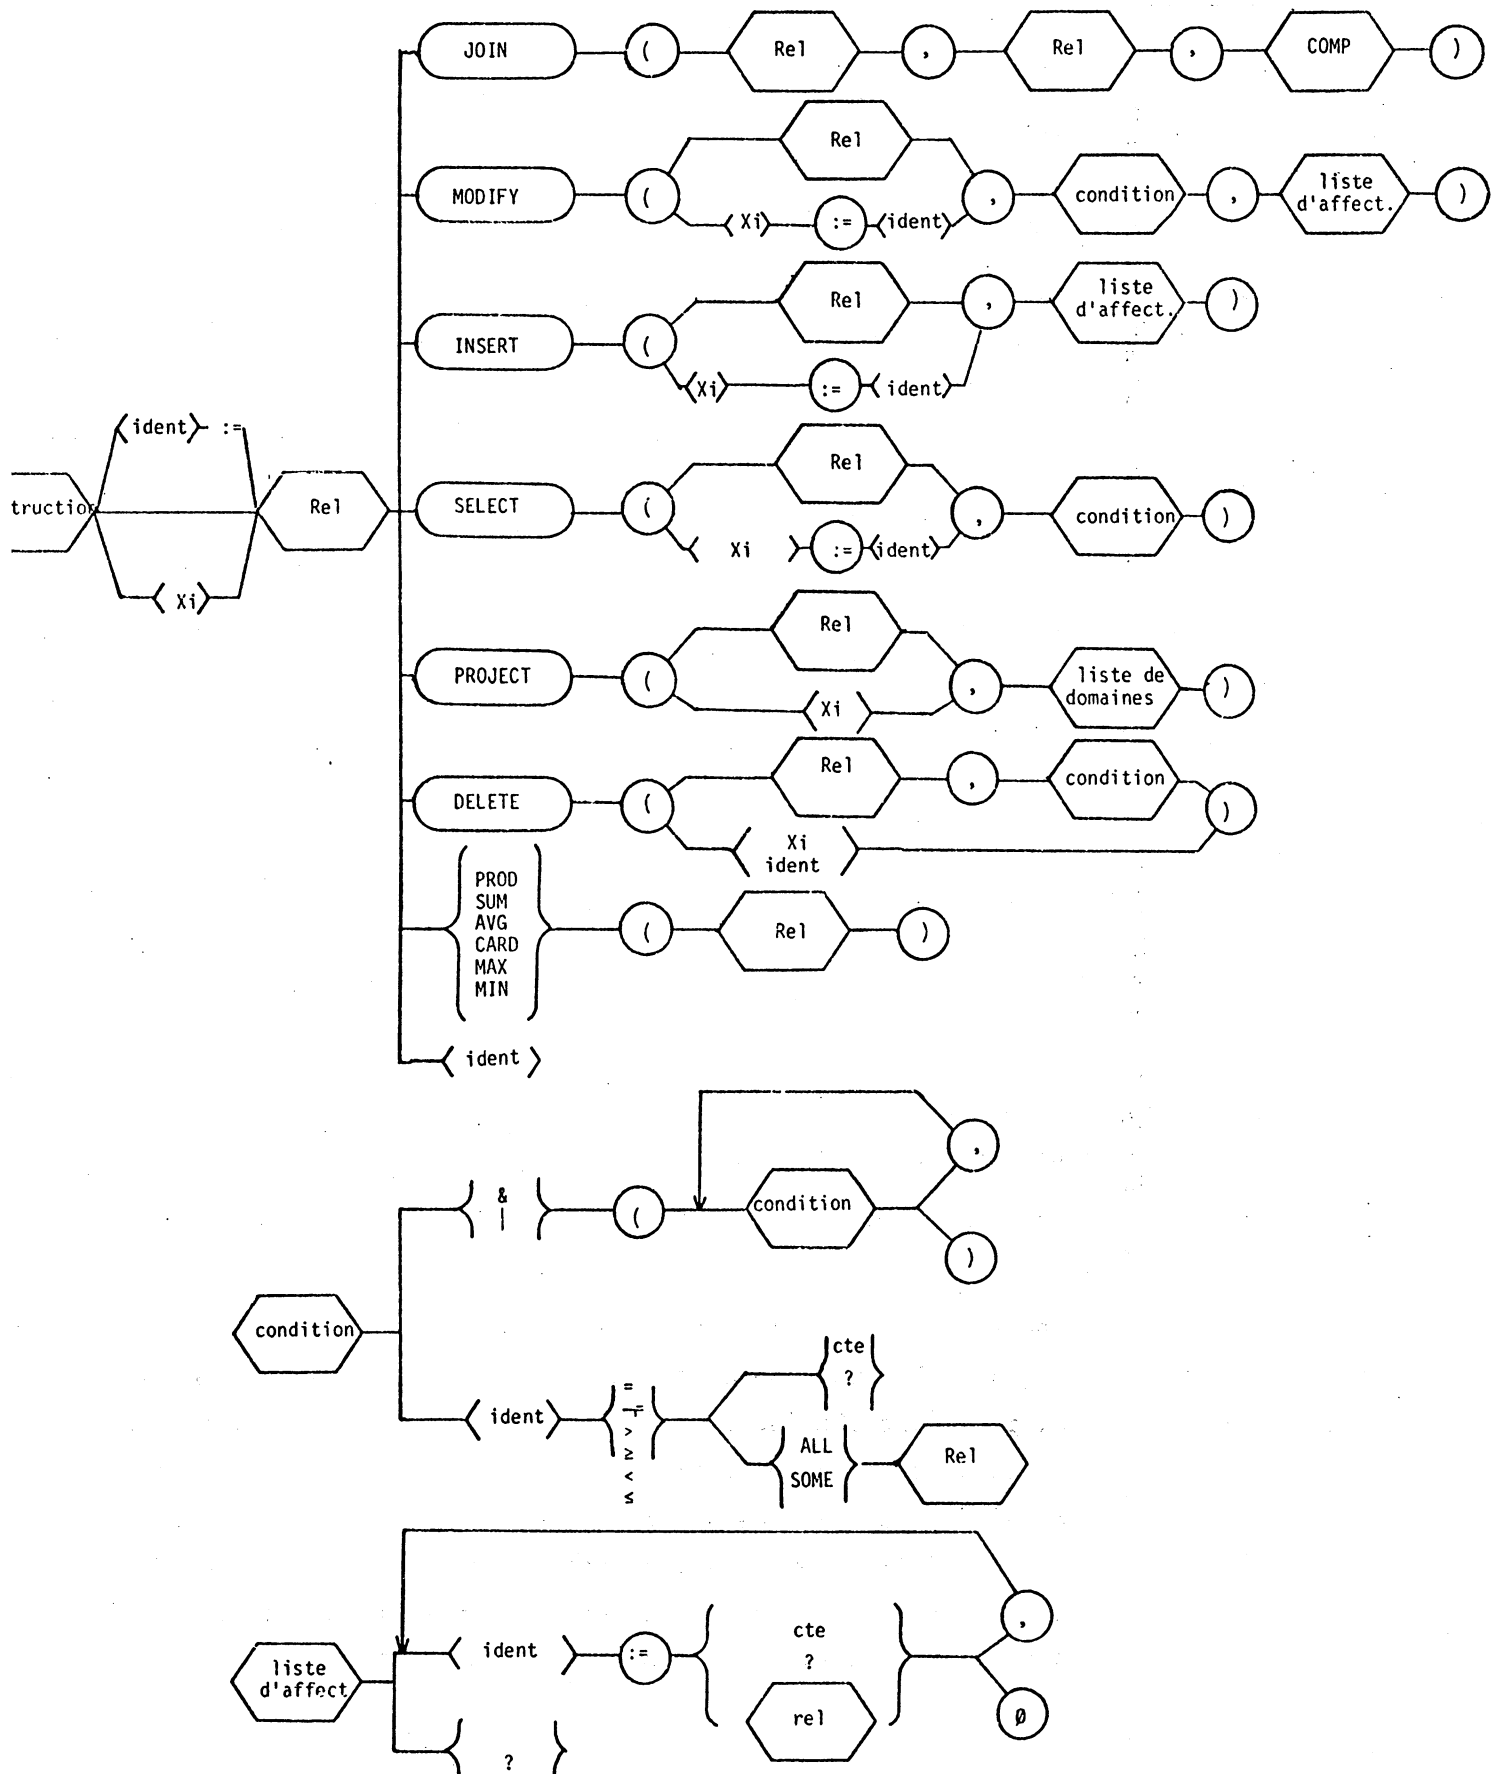 JOIN ( Rel , Rel , COMP )
Rel
MODIFY ( , condition , liste d'affect. )
Xi := ident
Rel , liste d'affect. )
INSERT (
Xi := ident
ident :=
Rel
truction Rel SELECT ( , condition )
Xi := ident
Xi
Rel
PROJECT ( , liste de domaines )
Xi
Rel , condition
DELETE ( )
Xi
ident
PROD
SUM
AVG
CARD
MAX
MIN
( Rel )
ident
,
&
|
( condition
)
condition
cte
?
ident
=
¬=
>
≥
<
≤
ALL
SOME
Rel
,
liste
d'affect
ident := cte
?
rel
Ø
?